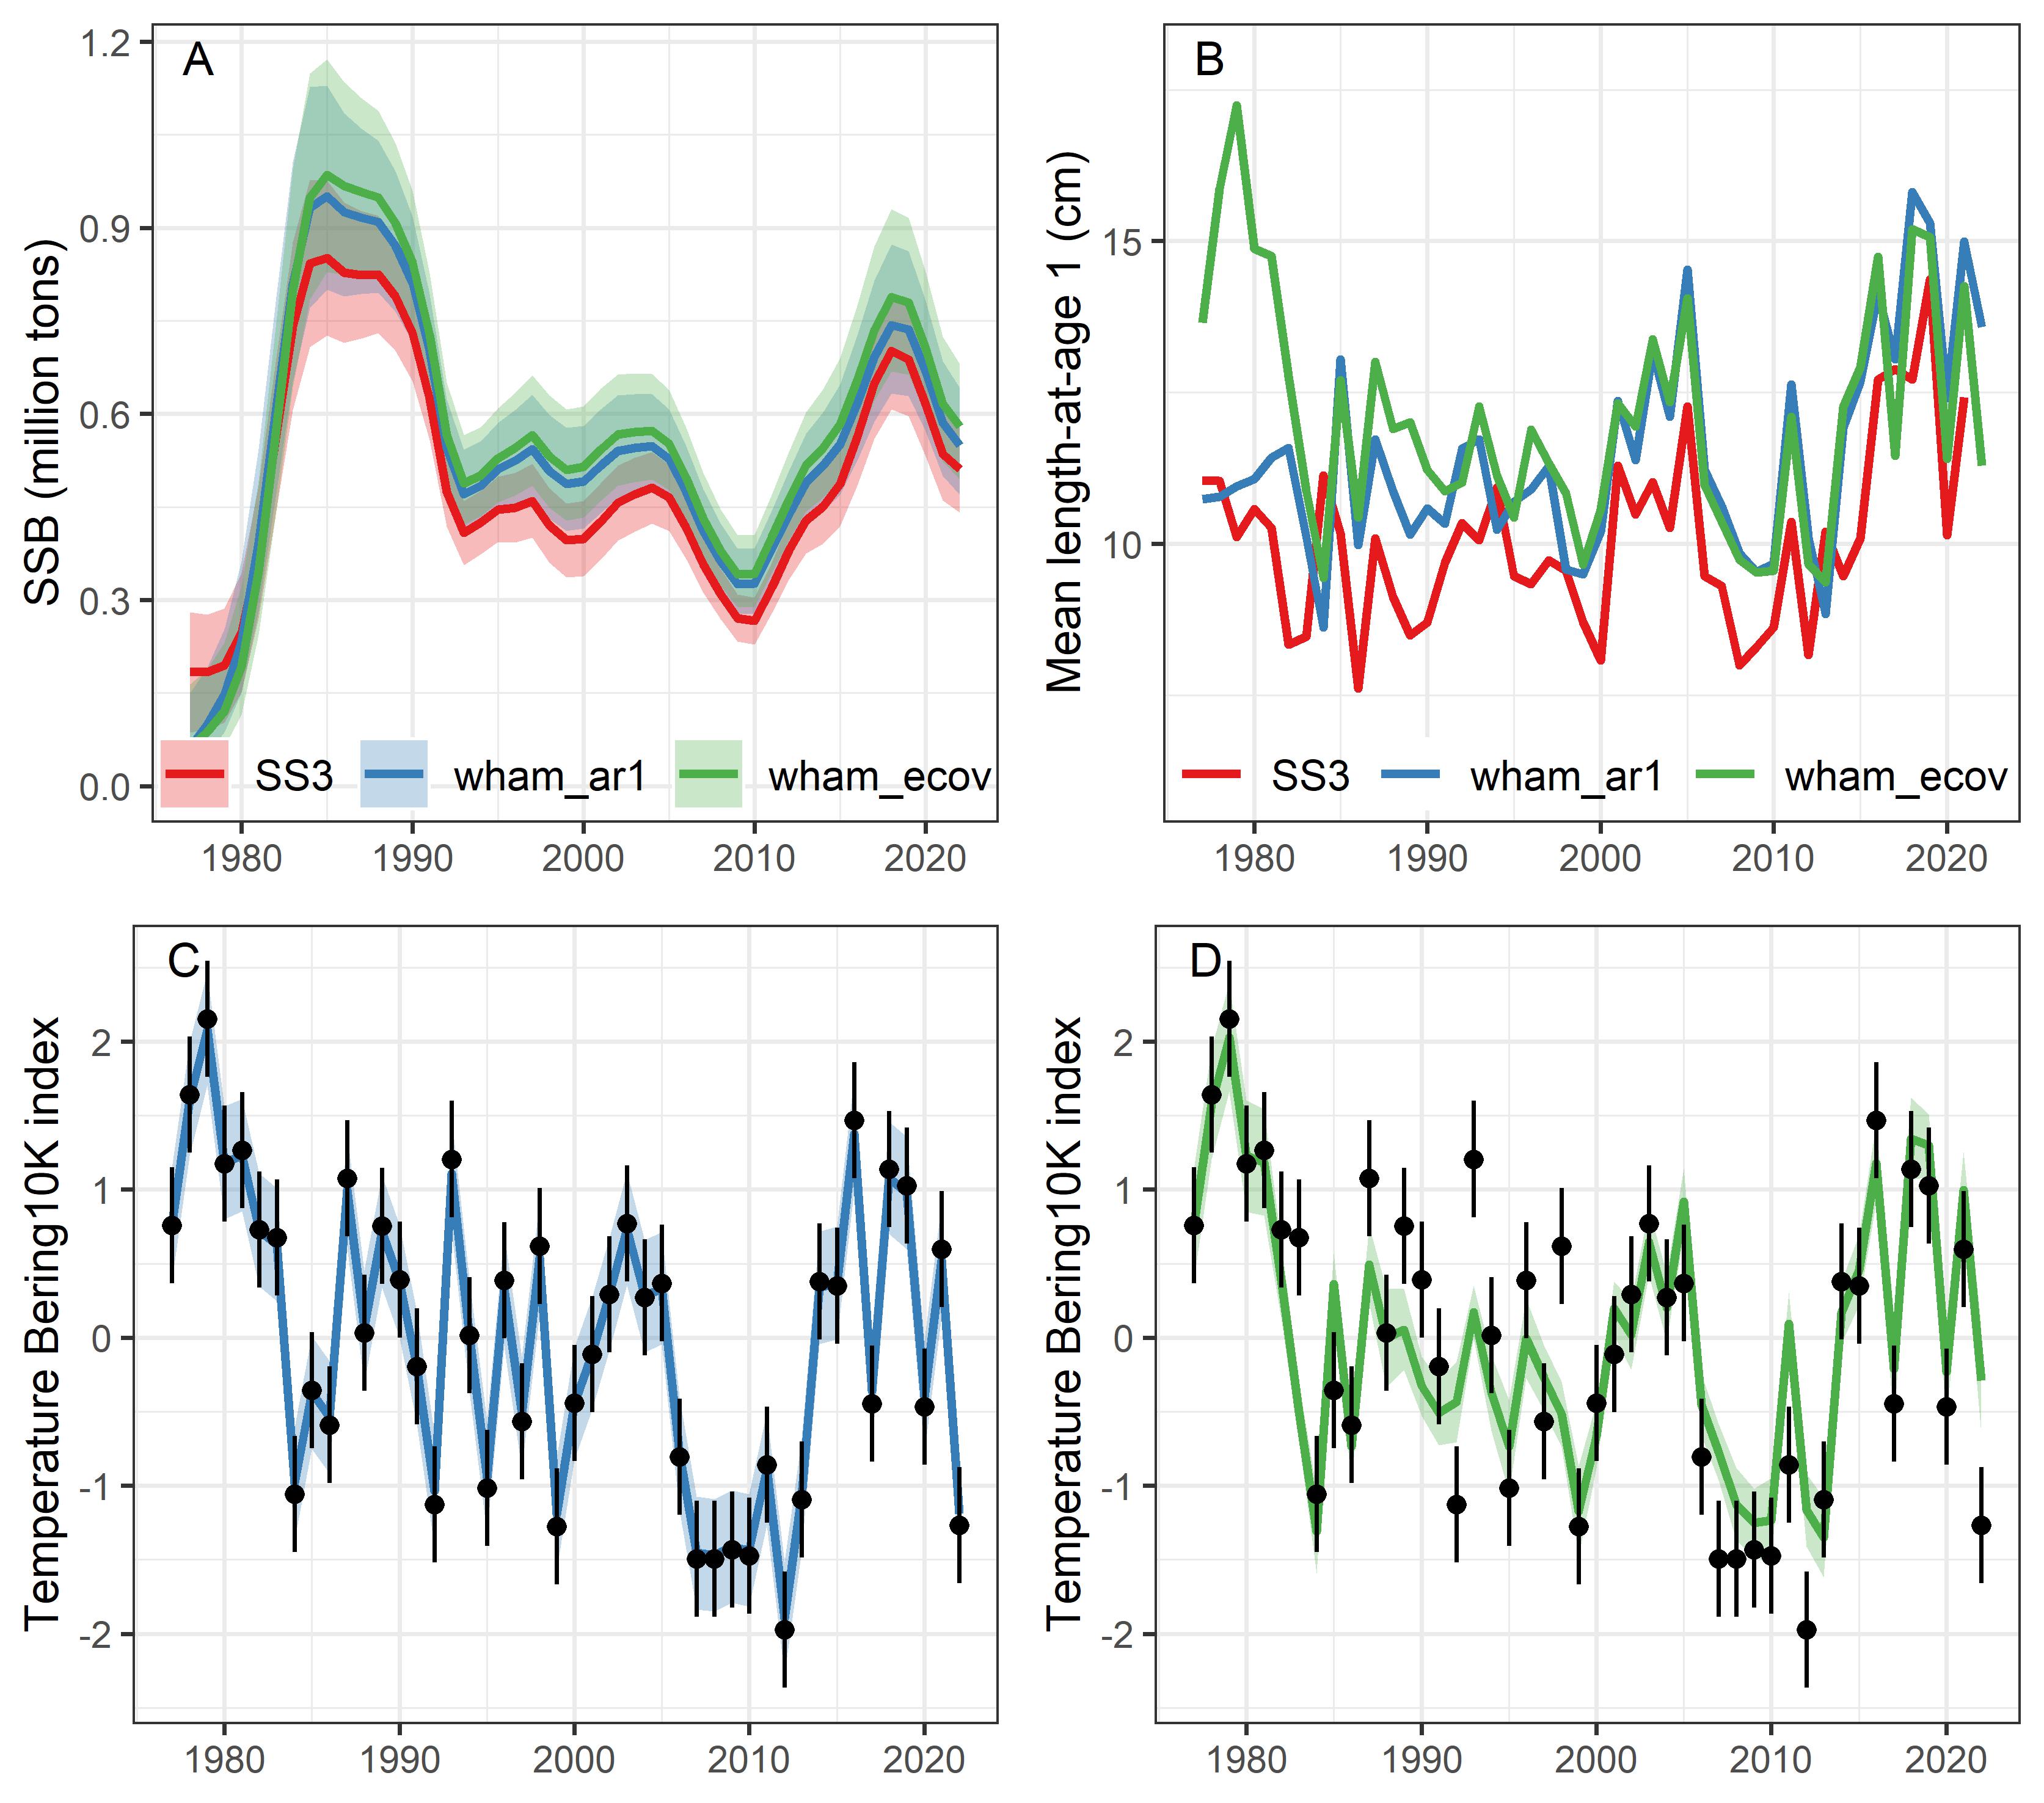 A
SSB (million tons)
1.2
0.9
0.6
0.3
0.0
SS3 wham_ar1 wham_ecov
1980 1990 2000 2010 2020
B
Mean length-at-age 1 (cm)
15
10
SS3 wham_ar1 wham_ecov
1980 1990 2000 2010 2020
C
Temperature Bering10K index
2
1
0
-1
-2
1980 1990 2000 2010 2020
D
Temperature Bering10K index
2
1
0
-1
-2
1980 1990 2000 2010 2020